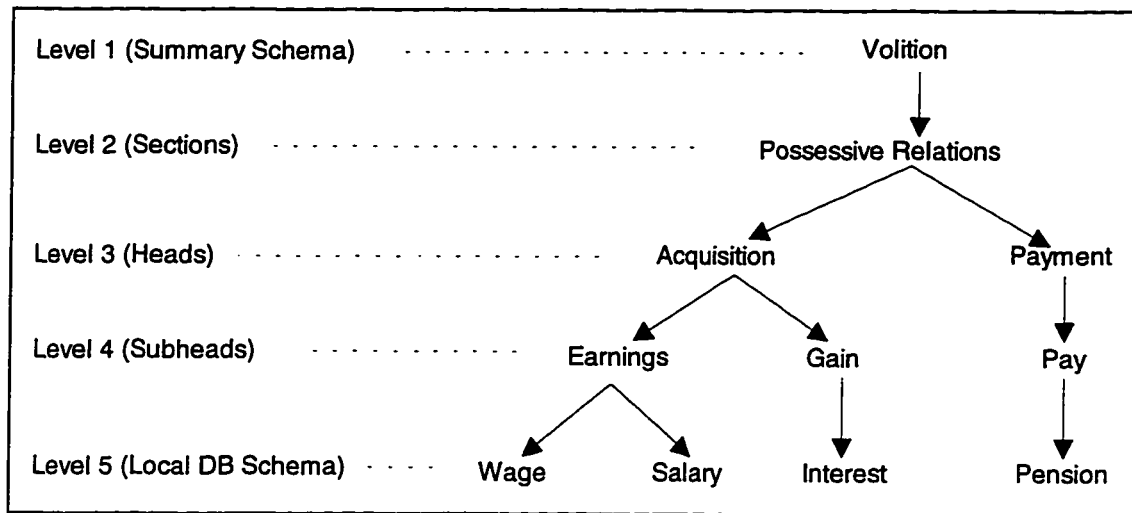 Level 1 (Summary Schema) Volition
Level 2 (Sections) Possessive Relations
Level 3 (Heads) Acquisition Payment
Level 4 (Subheads) Earnings Gain Pay
Level 5 (Local DB Schema) Wage Salary Interest Pension